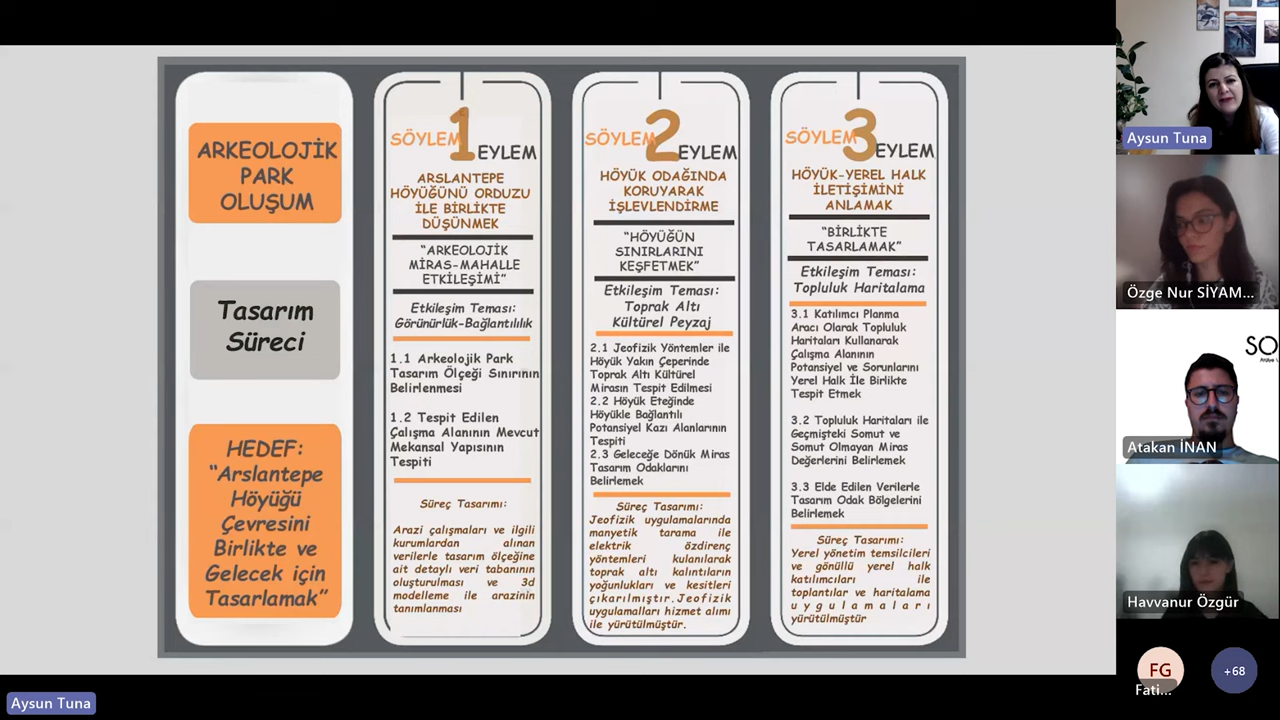 ARKEOLOJİK
PARK
OLUŞUM
Tasarım
Süreci
HEDEF:
“Arslantepe
Höyüğü
Çevresini
Birlikte ve
Gelecek için
Tasarlamak”
SÖYLEM 1 EYLEM
ARSLANTEPE
HÖYÜĞÜNÜ ORDUZU
İLE BİRLİKTE
DÜŞÜNMEK
“ARKEOLOJİK
MİRAS-MAHALLE
ETKİLEŞİMİ”
Etkileşim Teması:
Görünürlük-Bağlantılılık
1.1 Arkeolojik Park
Tasarım Ölçeği Sınırının
Belirlenmesi
1.2 Tespit Edilen
Çalışma Alanının Mevcut
Mekansal Yapısının
Tespiti
Süreç Tasarımı:
Arazi çalışmaları ve ilgili
kurumlardan alınan
verilerle tasarım ölçeğine
ait detaylı veri tabanının
oluşturulması ve 3d
modelleme ile arazinin
tanımlanması
SÖYLEM 2 EYLEM
HÖYÜK ODAĞINDA
KORUYARAK
İŞLEVLENDİRME
“HÖYÜĞÜN
SINIRLARINI
KEŞFETMEK”
Etkileşim Teması:
Toprak Altı
Kültürel Peyzaj
2.1 Jeofizik Yöntemler ile
Höyük Yakın Çeperinde
Toprak Altı Kültürel
Mirasın Tespit Edilmesi
2.2 Höyük Eteğinde
Höyükle Bağlantılı
Potansiyel Kazı Alanlarının
Tespiti
2.3 Geleceğe Dönük Miras
Tasarım Odaklarını
Belirlemek
Süreç Tasarımı:
Jeofizik uygulamalarında
manyetik tarama ile
elektrik özdirenç
yöntemleri kulanılarak
toprak altı kalıntıların
yoğunlukları ve kesitleri
çıkarılmıştır.Jeofizik
uygulamaları hizmet alımı
ile yürütülmüştür.
SÖYLEM 3 EYLEM
HÖYÜK-YEREL HALK
İLETİŞİMİNİ
ANLAMAK
“BİRLİKTE
TASARLAMAK”
Etkileşim Teması:
Topluluk Haritalama
3.1 Katılımcı Planma
Aracı Olarak Topluluk
Haritaları Kullanarak
Çalışma Alanının
Potansiyel ve Sorunlarını
Yerel Halk İle Birlikte
Tespit Etmek
3.2 Topluluk Haritaları ile
Geçmişteki Somut ve
Somut Olmayan Miras
Değerlerini Belirlemek
3.3 Elde Edilen Verilerle
Tasarım Odak Bölgelerini
Belirlemek
Süreç Tasarımı:
Yerel yönetim temsilcileri
ve gönüllü yerel halk
katılımcıları ile
toplantılar ve haritalama
uygulamaları
yürütülmüştür
Aysun Tuna
Özge Nur SİYAM...
SO
Atakan İNAN
Havvanur Özgür
FG
Fati...
+68
Aysun Tuna